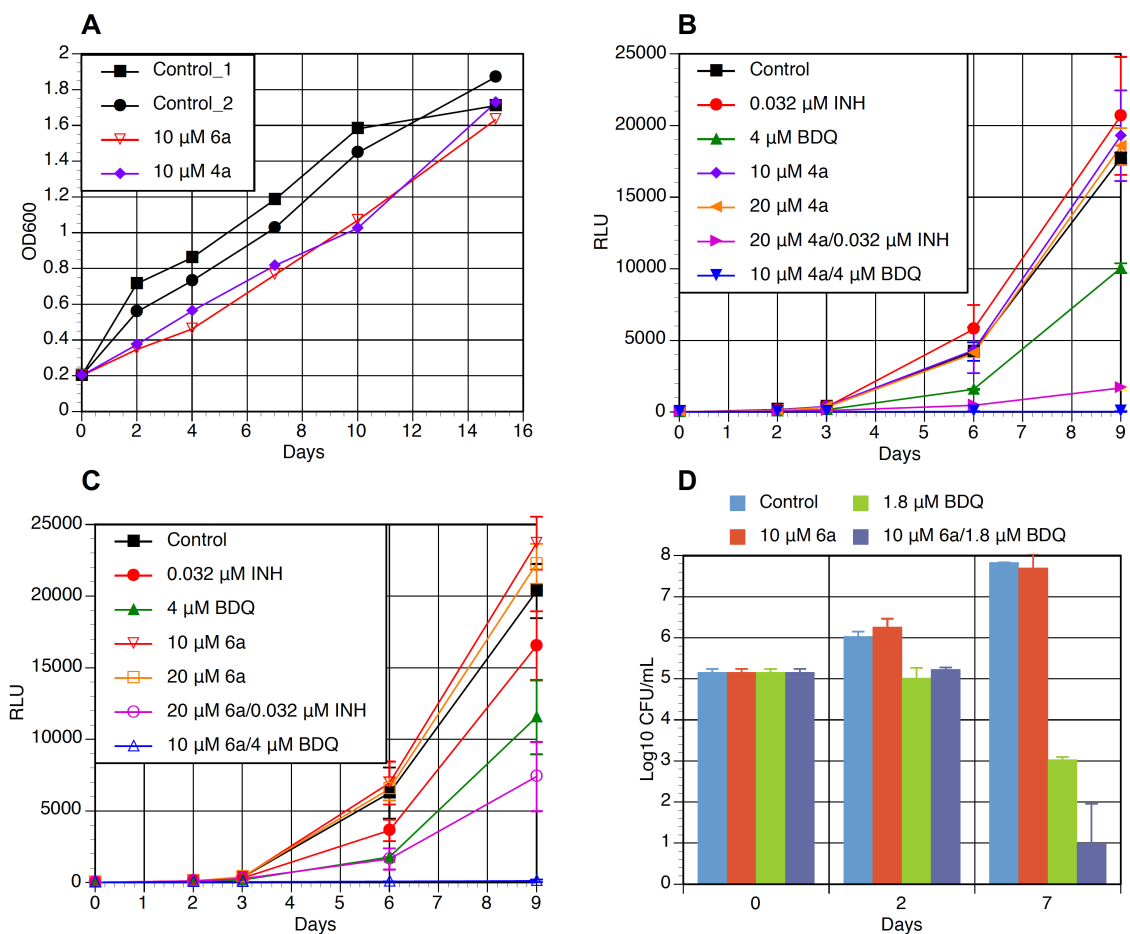 A
2
1.8
1.6
1.4
1.2
1
0.8
0.6
0.4
0.2
0
OD600
Control_1
Control_2
10 µM 6a
10 µM 4a
0 2 4 6 8 10 12 14 16
Days
B
25000
20000
15000
10000
5000
0
RLU
Control
0.032 µM INH
4 µM BDQ
10 µM 4a
20 µM 4a
20 µM 4a/0.032 µM INH
10 µM 4a/4 µM BDQ
0 1 2 3 4 5 6 7 8 9
Days
C
25000
20000
15000
10000
5000
0
RLU
Control
0.032 µM INH
4 µM BDQ
10 µM 6a
20 µM 6a
20 µM 6a/0.032 µM INH
10 µM 6a/4 µM BDQ
0 1 2 3 4 5 6 7 8 9
Days
D
Control 1.8 µM BDQ
10 µM 6a 10 µM 6a/1.8 µM BDQ
8
7
6
5
4
3
2
1
0
Log10 CFU/mL
0 2 7
Days